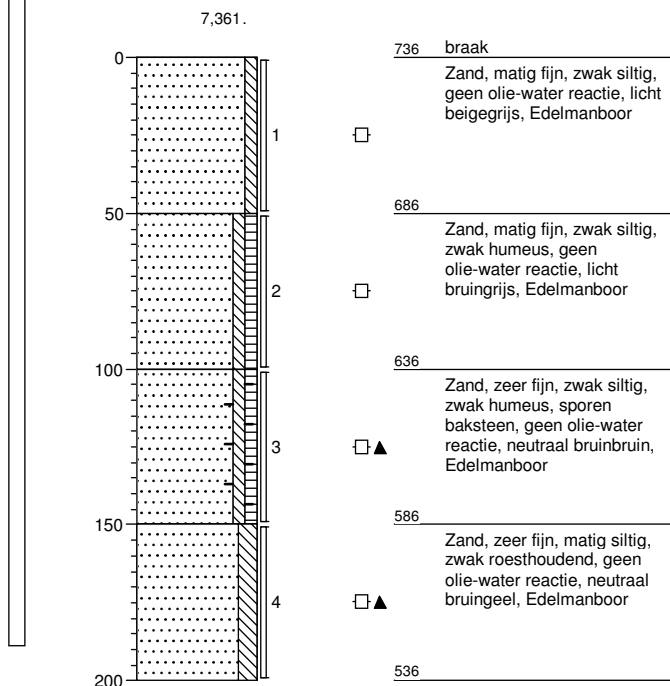 7,361.
0
736 braak
Zand, matig fijn, zwak siltig,
geen olie-water reactie, licht
beigegrijs, Edelmanboor
1
50
686
Zand, matig fijn, zwak siltig,
zwak humeus, geen
olie-water reactie, licht
bruingrijs, Edelmanboor
2
100
636
Zand, zeer fijn, zwak siltig,
zwak humeus, sporen
baksteen, geen olie-water
reactie, neutraal bruinbruin,
Edelmanboor
3
150
586
Zand, zeer fijn, matig siltig,
zwak roesthoudend, geen
olie-water reactie, neutraal
bruingeel, Edelmanboor
4
200
536